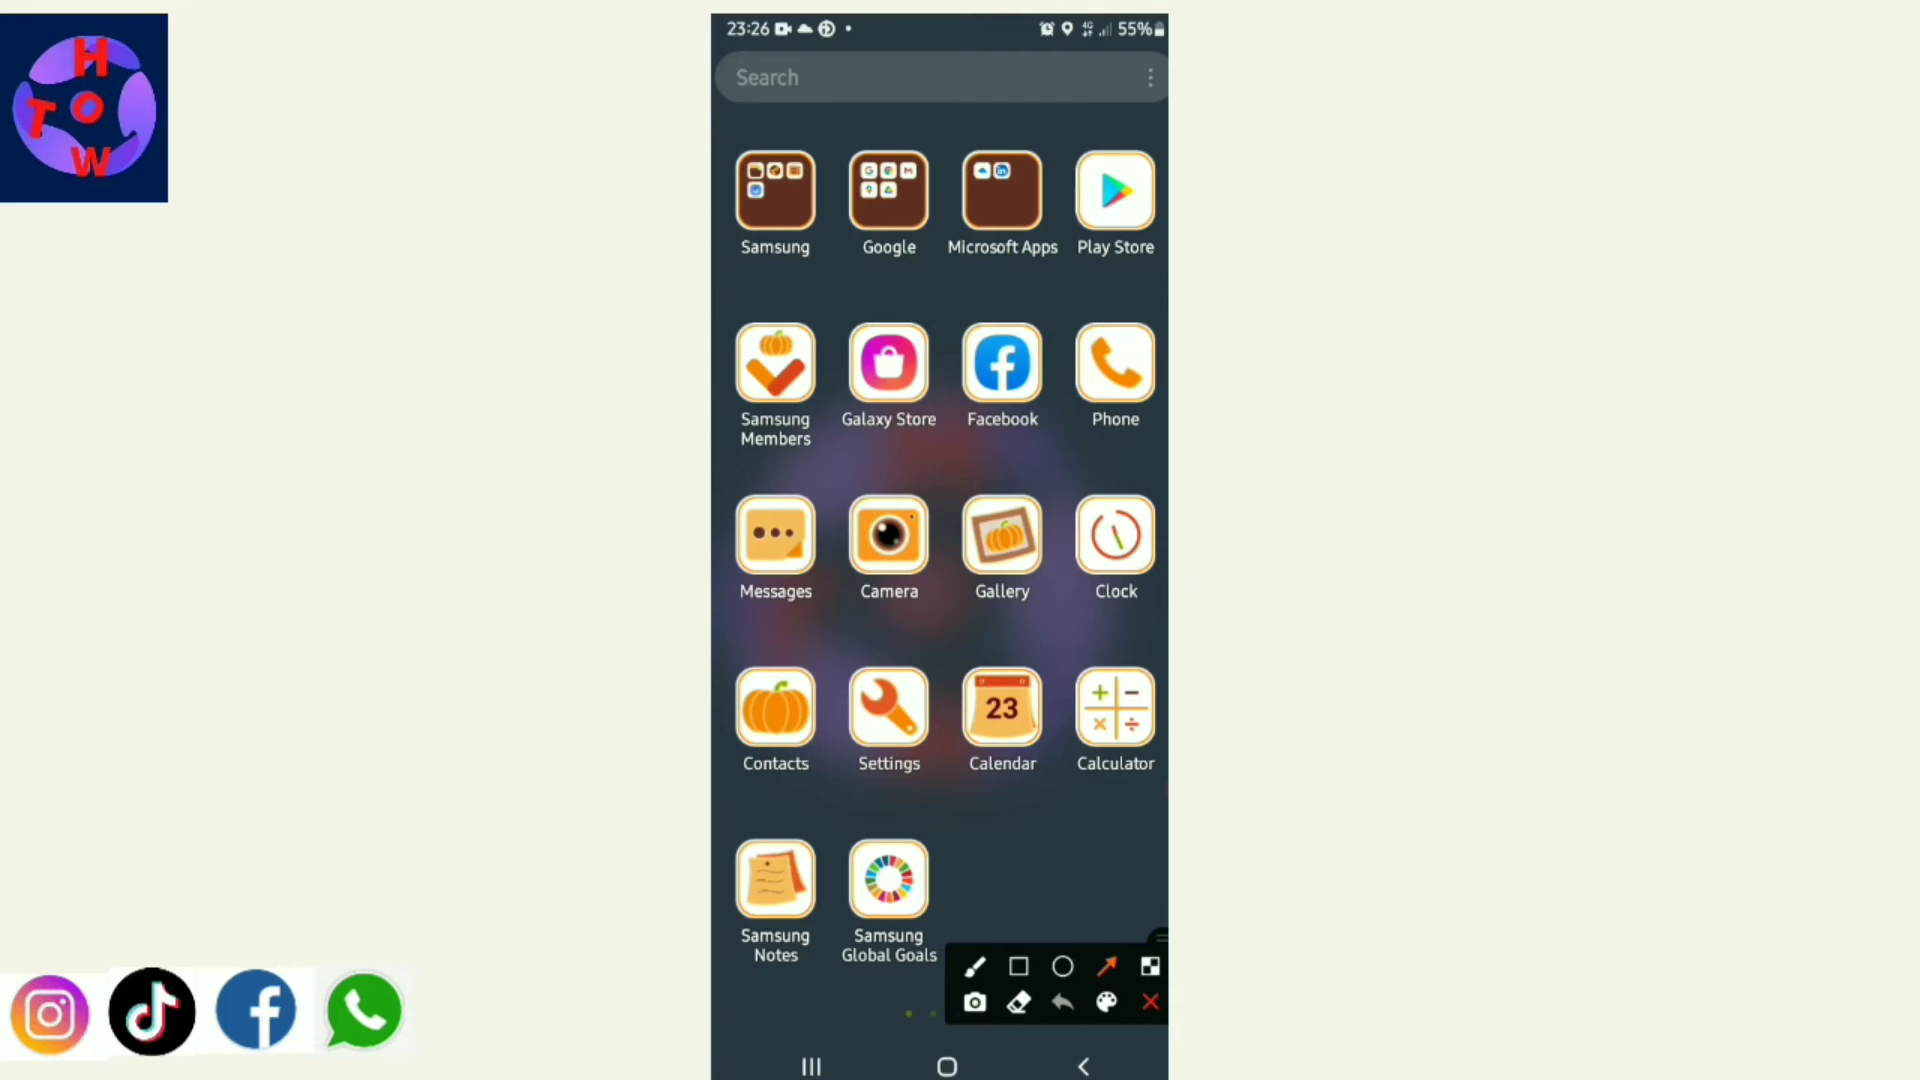 H
T O
W
23:26
4G 55%
Search
Samsung Google Microsoft Apps Play Store
Samsung Members
Galaxy Store Facebook Phone
Messages Camera Gallery Clock
23
Contacts Settings Calendar Calculator
Samsung Notes
Samsung Global Goals